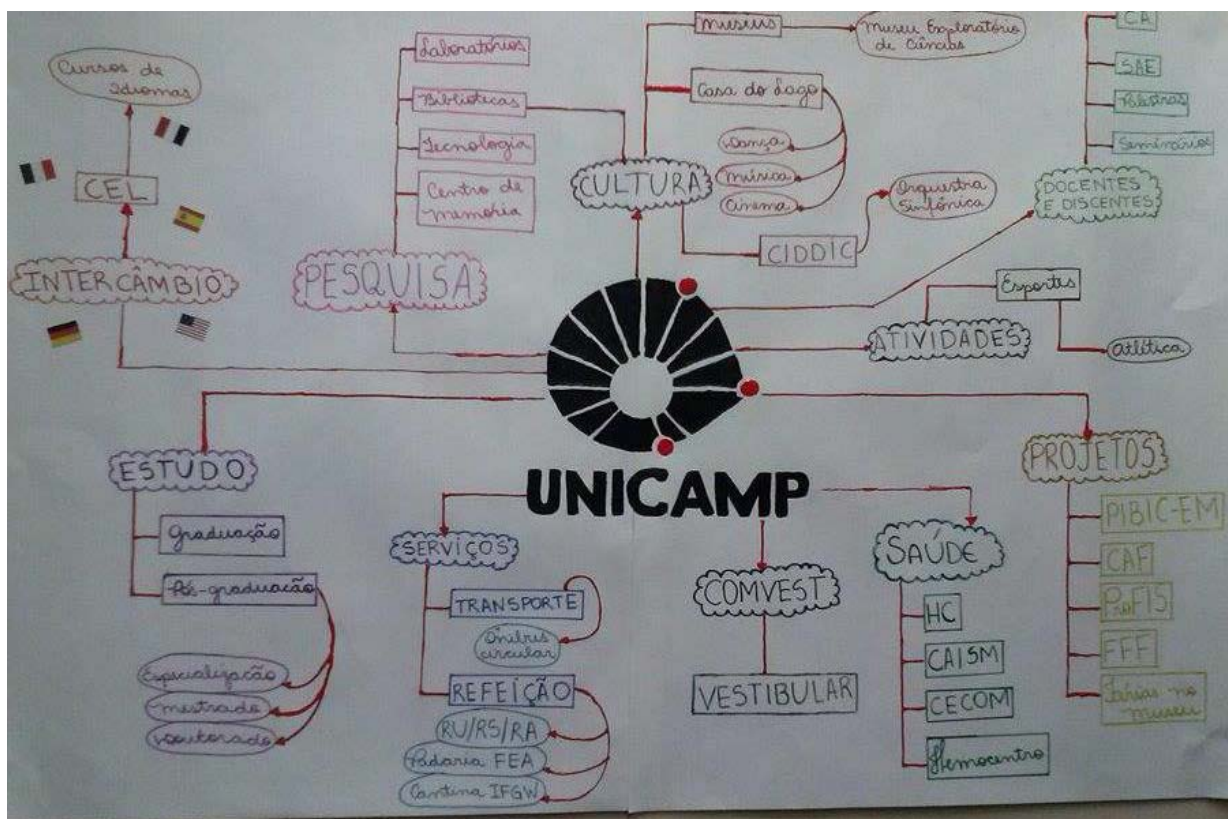 Cursos de
Idiomas
CEL
INTERCÂMBIO
Laboratórios
Bibliotecas
Tecnologia
Centro de
memória
PESQUISA
Museus
Museu Exploratório
de Ciências
Casa do Lago
Dança
Música
Cinema
CULTURA
CIDDIC
Orquestra
Sinfônica
CA
SAE
Palestras
Seminários
DOCENTES
E DISCENTES
Esportes
ATIVIDADES
Atlética
ESTUDO
Graduação
Pós-graduação
Especialização
Mestrado
Doutorado
UNICAMP
SERVIÇOS
TRANSPORTE
Ônibus
circular
REFEIÇÃO
RU/RS/RA
Padaria FEA
Cantina IFGW
COMVEST
VESTIBULAR
SAÚDE
HC
CAISM
CECOM
Hemocentro
PROJETOS
PIBIC-EM
CAF
ProFIS
FFF
Férias no
museu